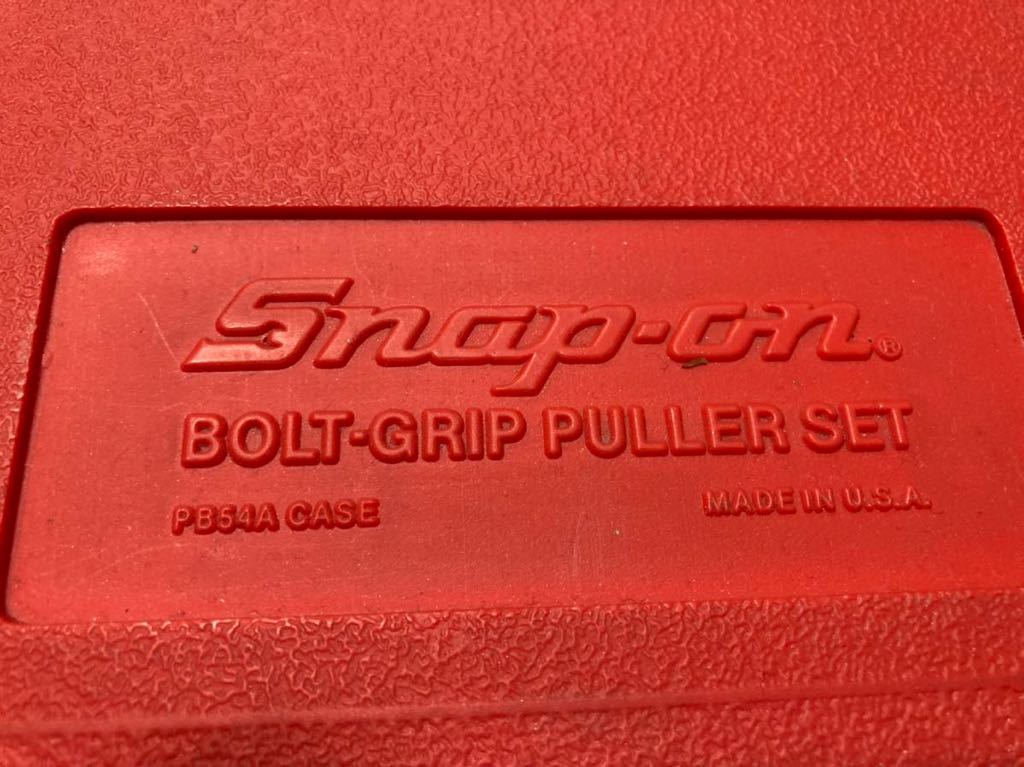 Snap-on®
BOLT-GRIP PULLER SET
PB54A CASE
MADE IN U.S.A.